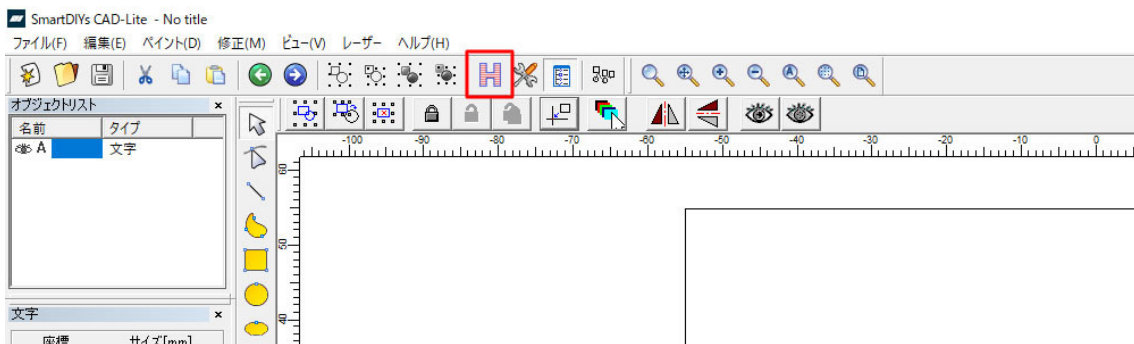 SmartDIYs CAD-Lite - No title
ファイル(F) 編集(E) ペイント(D) 修正(M) ビュー(V) レーザー ヘルプ(H)
オブジェクトリスト
名前 タイプ
A 文字
-100 -90 -80 -70 -60 -50 -40 -30 -20 -10 0
60
50
40
文字
座標 サイズ[mm]